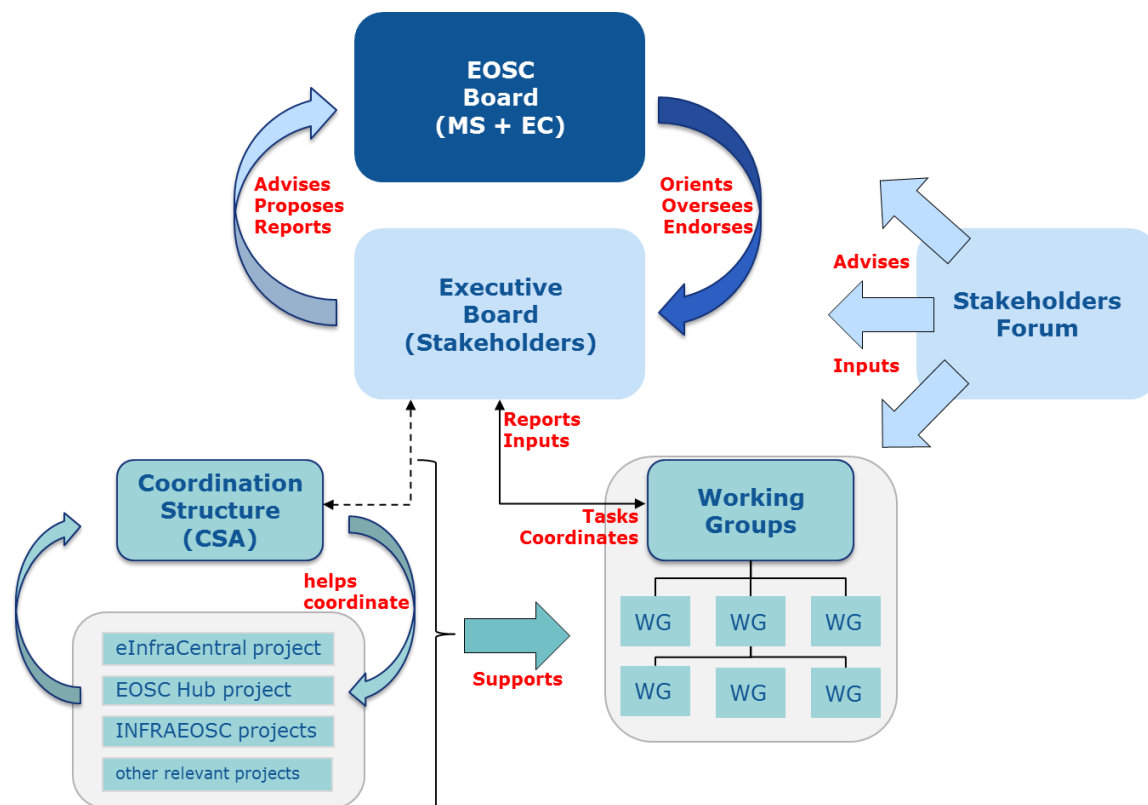 EOSC
Board
(MS + EC)
Advises
Proposes
Reports
Orients
Oversees
Endorses
Executive
Board
(Stakeholders)
Advises
Inputs
Stakeholders
Forum
Reports
Inputs
Tasks
Coordinates
Coordination
Structure
(CSA)
helps
coordinate
eInfraCentral project
EOSC Hub project
INFRAEOSC projects
other relevant projects
Supports
Working
Groups
WG
WG
WG
WG
WG
WG